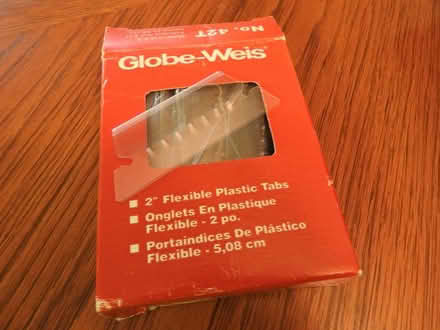 No. 42T
Globe-Weis®
2" Flexible Plastic Tabs
Onglets En Plastique
Flexible - 2 po.
Portaindices De Plástico
Flexible - 5,08 cm